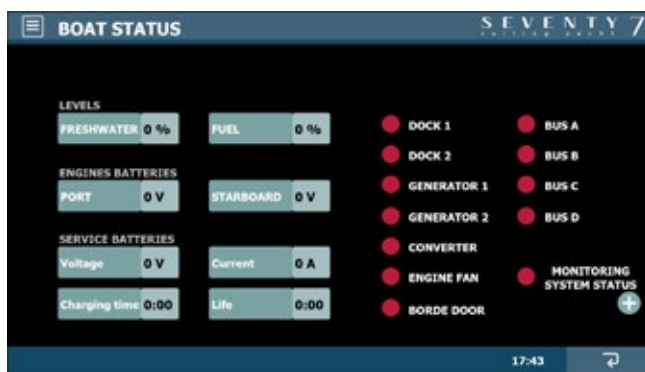 BOAT STATUS
SEVENTY 7
LEVELS
FRESHWATER 0 %
FUEL 0 %
ENGINES BATTERIES
PORT 0 V
STARBOARD 0 V
SERVICE BATTERIES
Voltage 0 V
Current 0 A
Charging time 0:00
Life 0:00
DOCK 1
DOCK 2
GENERATOR 1
GENERATOR 2
CONVERTER
ENGINE FAN
BORDE DOOR
BUS A
BUS B
BUS C
BUS D
MONITORING
SYSTEM STATUS
17:43